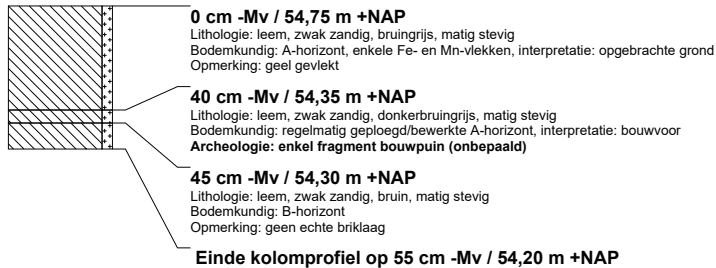 0 cm -Mv / 54,75 m +NAP
Lithologie: leem, zwak zandig, bruingrijs, matig stevig
Bodemkundig: A-horizont, enkele Fe- en Mn-vlekken, interpretatie: opgebrachte grond
Opmerking: geel gevlekt
40 cm -Mv / 54,35 m +NAP
Lithologie: leem, zwak zandig, donkerbruingrijs, matig stevig
Bodemkundig: regelmatig geploegd/bewerkte A-horizont, interpretatie: bouwvoor
Archeologie: enkel fragment bouwpuin (onbepaald)
45 cm -Mv / 54,30 m +NAP
Lithologie: leem, zwak zandig, bruin, matig stevig
Bodemkundig: B-horizont
Opmerking: geen echte briklaag
Einde kolomprofiel op 55 cm -Mv / 54,20 m +NAP